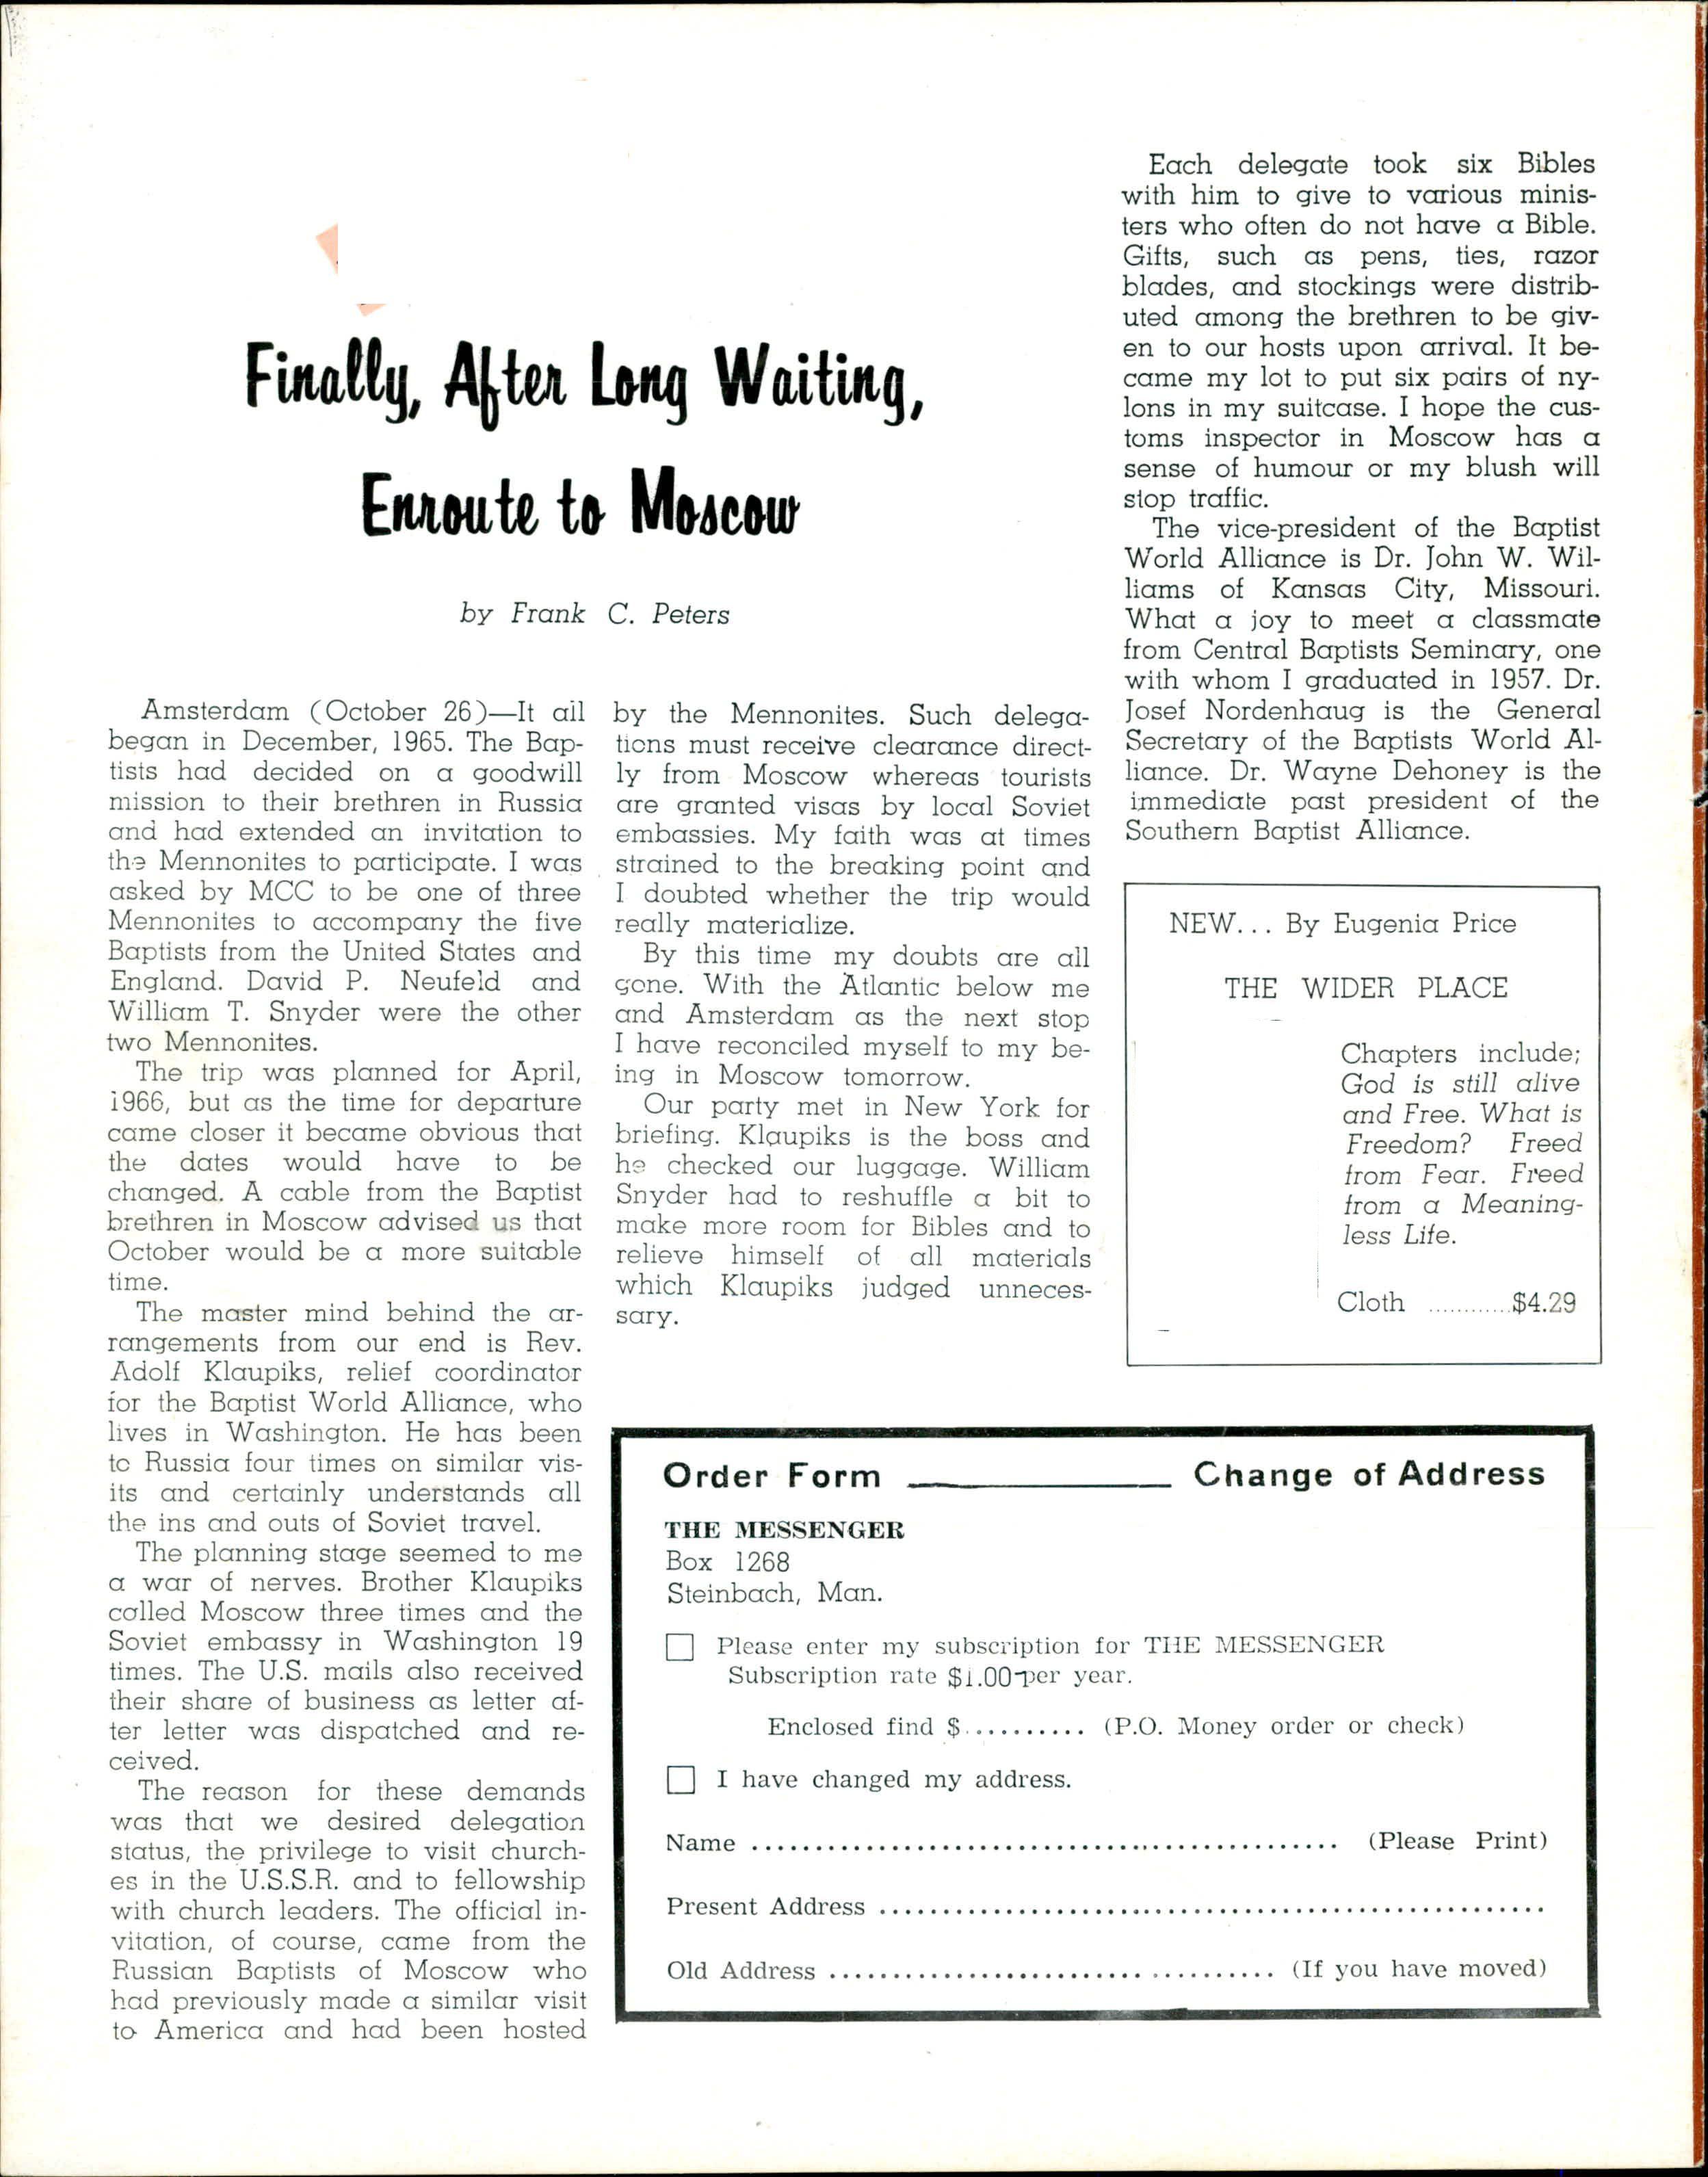 Finally, After Long Waiting,
Enroute to Moscow
by Frank C. Peters
Amsterdam (October 26)—It all
began in December, 1965. The Bap-
tists had decided on a goodwill
mission to their brethren in Russia
and had extended an invitation to
the Mennonites to participate. I was
asked by MCC to be one of three
Mennonites to accompany the five
Baptists from the United States and
England. David P. Neufeld and
William T. Snyder were the other
two Mennonites.
The trip was planned for April,
1966, but as the time for departure
came closer it became obvious that
the dates would have to be
changed. A cable from the Baptist
brethren in Moscow advised us that
October would be a more suitable
time.
The master mind behind the ar-
rangements from our end is Rev.
Adolf Klaupiks, relief coordinator
for the Baptist World Alliance, who
lives in Washington. He has been
to Russia four times on similar vis-
its and certainly understands all
the ins and outs of Soviet travel.
The planning stage seemed to me
a war of nerves. Brother Klaupiks
called Moscow three times and the
Soviet embassy in Washington 19
times. The U.S. mails also received
their share of business as letter af-
ter letter was dispatched and re-
ceived.
The reason for these demands
was that we desired delegation
status, the privilege to visit church-
es in the U.S.S.R. and to fellowship
with church leaders. The official in-
vitation, of course, came from the
Russian Baptists of Moscow who
had previously made a similar visit
to America and had been hosted
by the Mennonites. Such delega-
tions must receive clearance direct-
ly from Moscow whereas tourists
are granted visas by local Soviet
embassies. My faith was at times
strained to the breaking point and
I doubted whether the trip would
really materialize.
By this time my doubts are all
gone. With the Atlantic below me
and Amsterdam as the next stop
I have reconciled myself to my be-
ing in Moscow tomorrow.
Our party met in New York for
briefing. Klaupiks is the boss and
he checked our luggage. William
Snyder had to reshuffle a bit to
make more room for Bibles and to
relieve himself of all materials
which Klaupiks judged unneces-
sary.
Each delegate took six Bibles
with him to give to various minis-
ters who often do not have a Bible.
Gifts, such as pens, ties, razor
blades, and stockings were distrib-
uted among the brethren to be giv-
en to our hosts upon arrival. It be-
came my lot to put six pairs of ny-
lons in my suitcase. I hope the cus-
toms inspector in Moscow has a
sense of humour or my blush will
stop traffic.
The vice-president of the Baptist
World Alliance is Dr. John W. Wil-
liams of Kansas City, Missouri.
What a joy to meet a classmate
from Central Baptists Seminary, one
with whom I graduated in 1957. Dr.
Josef Nordenhaug is the General
Secretary of the Baptists World Al-
liance. Dr. Wayne Dehoney is the
immediate past president of the
Southern Baptist Alliance.
NEW... By Eugenia Price
THE WIDER PLACE
Chapters include;
God is still alive
and Free. What is
Freedom? Freed
from Fear. Freed
from a Meaning-
less Life.
Cloth ............$4.29
Order Form ____________ Change of Address
THE MESSENGER
Box 1268
Steinbach, Man.
Please enter my subscription for THE MESSENGER
Subscription rate $1.00 per year.
Enclosed find $ .......... (P.O. Money order or check)
I have changed my address.
Name .............................................. (Please Print)
Present Address ....................................................
Old Address ................................... (If you have moved)